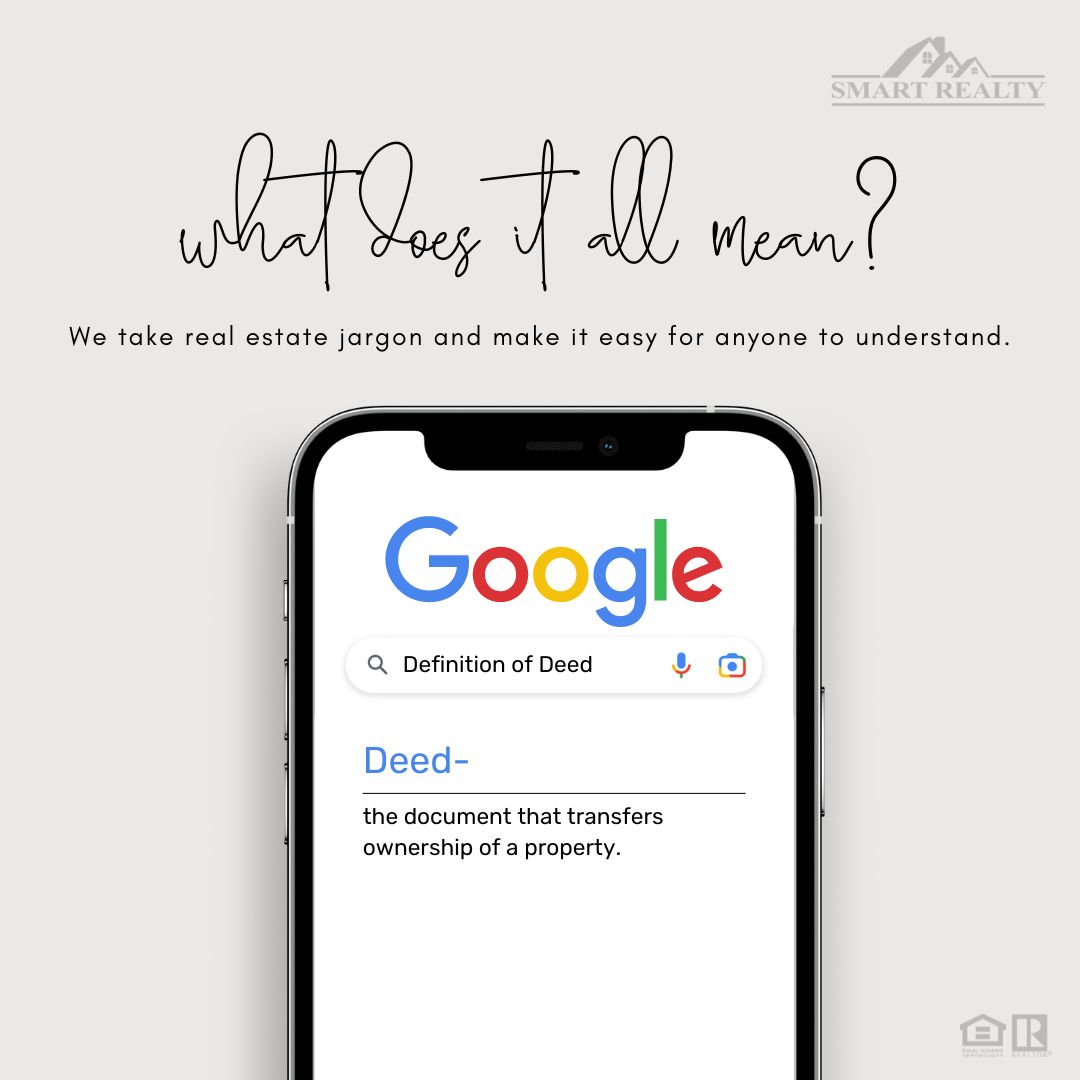 SMART REALTY
what does it all mean?
We take real estate jargon and make it easy for anyone to understand.
Google
Definition of Deed
Deed-
the document that transfers
ownership of a property.
EQUAL HOUSING
OPPORTUNITY
REALTOR®